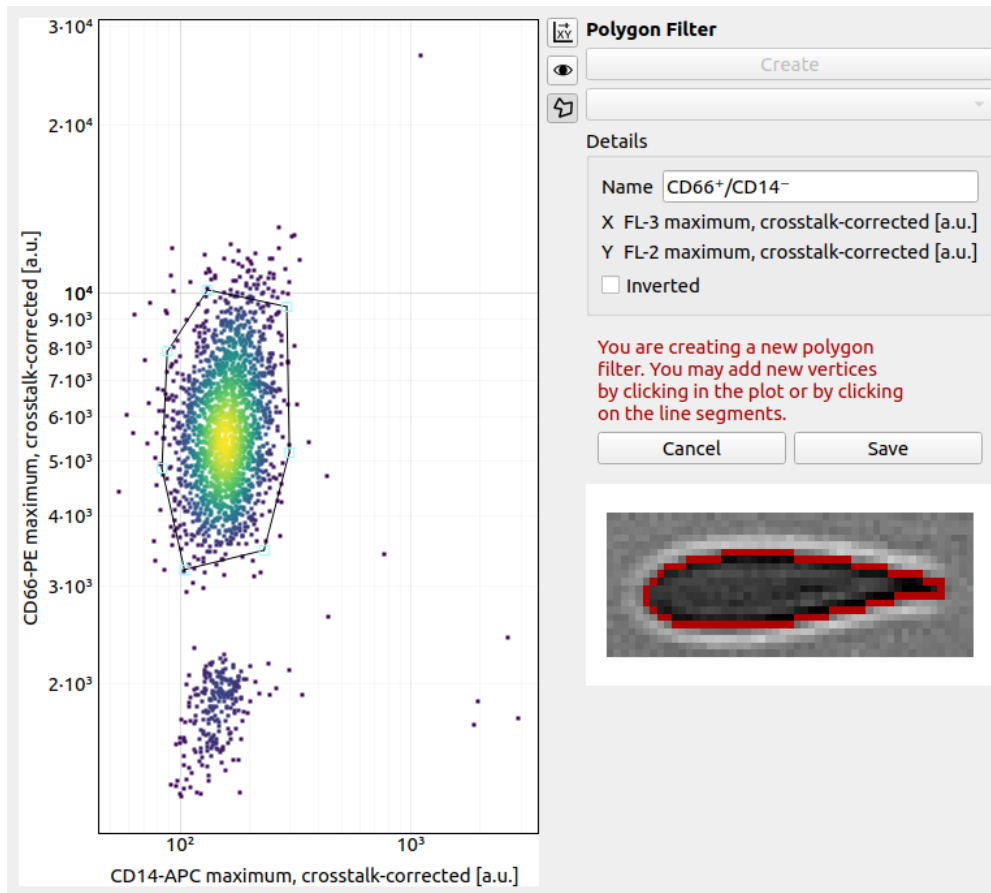 3·10⁴
2·10⁴
10⁴
9·10³
8·10³
7·10³
6·10³
5·10³
4·10³
3·10³
2·10³
CD66-PE maximum, crosstalk-corrected [a.u.]
10²
10³
CD14-APC maximum, crosstalk-corrected [a.u.]
XY
Polygon Filter
Create
Details
Name CD66⁺/CD14⁻
X FL-3 maximum, crosstalk-corrected [a.u.]
Y FL-2 maximum, crosstalk-corrected [a.u.]
Inverted
You are creating a new polygon
filter. You may add new vertices
by clicking in the plot or by clicking
on the line segments.
Cancel
Save